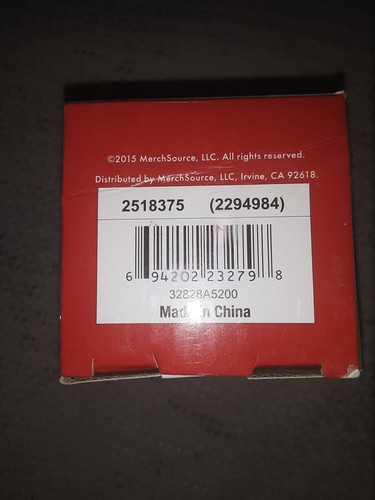 ©2015 MerchSource, LLC. All rights reserved.
Distributed by MerchSource, LLC, Irvine, CA 92618.
2518375 (2294984)
6 94202 23279 8
32828A5200
Made in China